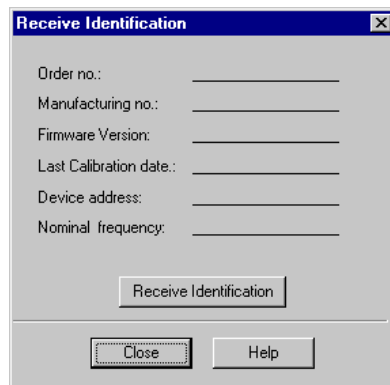 Receive Identification
Order no.:
Manufacturing no.:
Firmware Version:
Last Calibration date.:
Device address:
Nominal frequency:
Receive Identification
Close Help